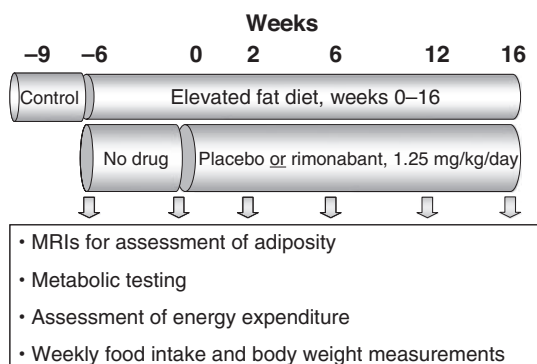 Weeks
–9 –6 0 2 6 12 16
Control Elevated fat diet, weeks 0–16
No drug Placebo or rimonabant, 1.25 mg/kg/day
• MRIs for assessment of adiposity
• Metabolic testing
• Assessment of energy expenditure
• Weekly food intake and body weight measurements